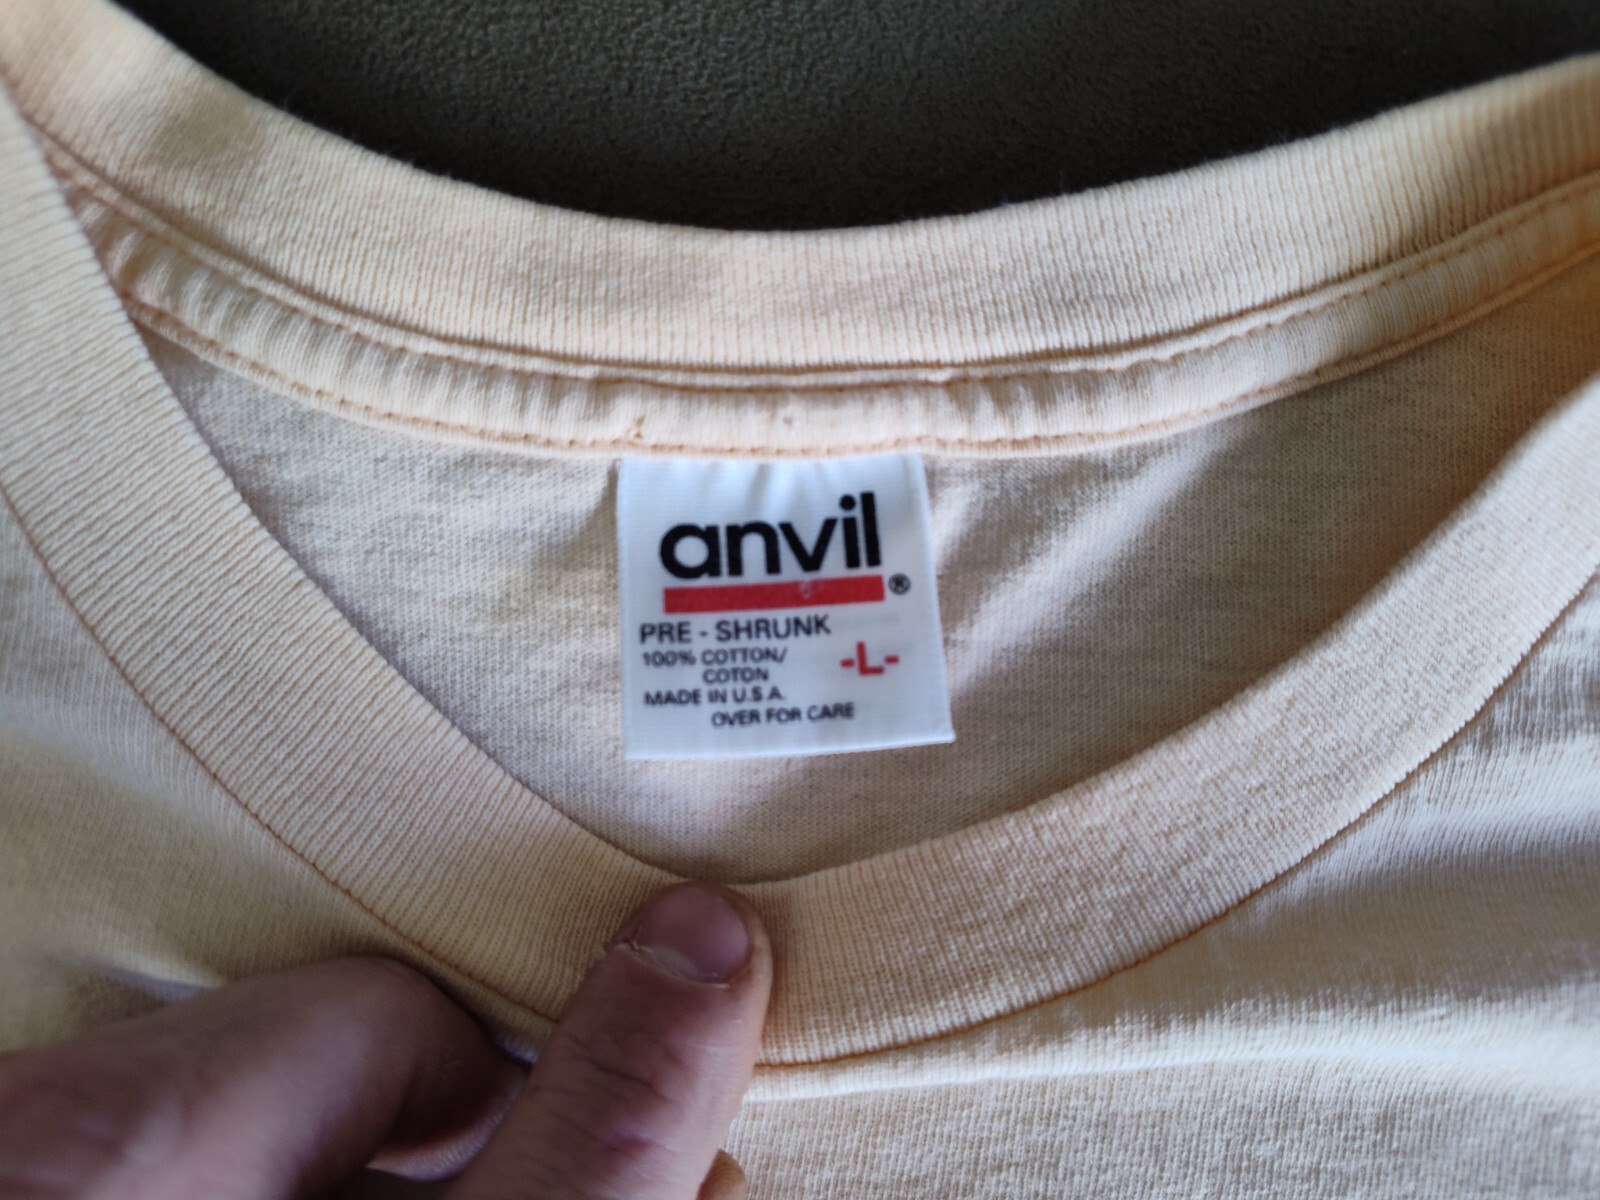 anvil®
PRE - SHRUNK
100% COTTON/
COTON
-L-
MADE IN U.S.A.
OVER FOR CARE